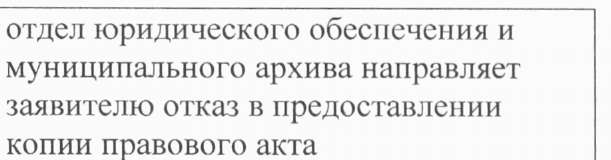 отдел юридического обеспечения и
муниципального архива направляет
заявителю отказ в предоставлении
копии правового акта